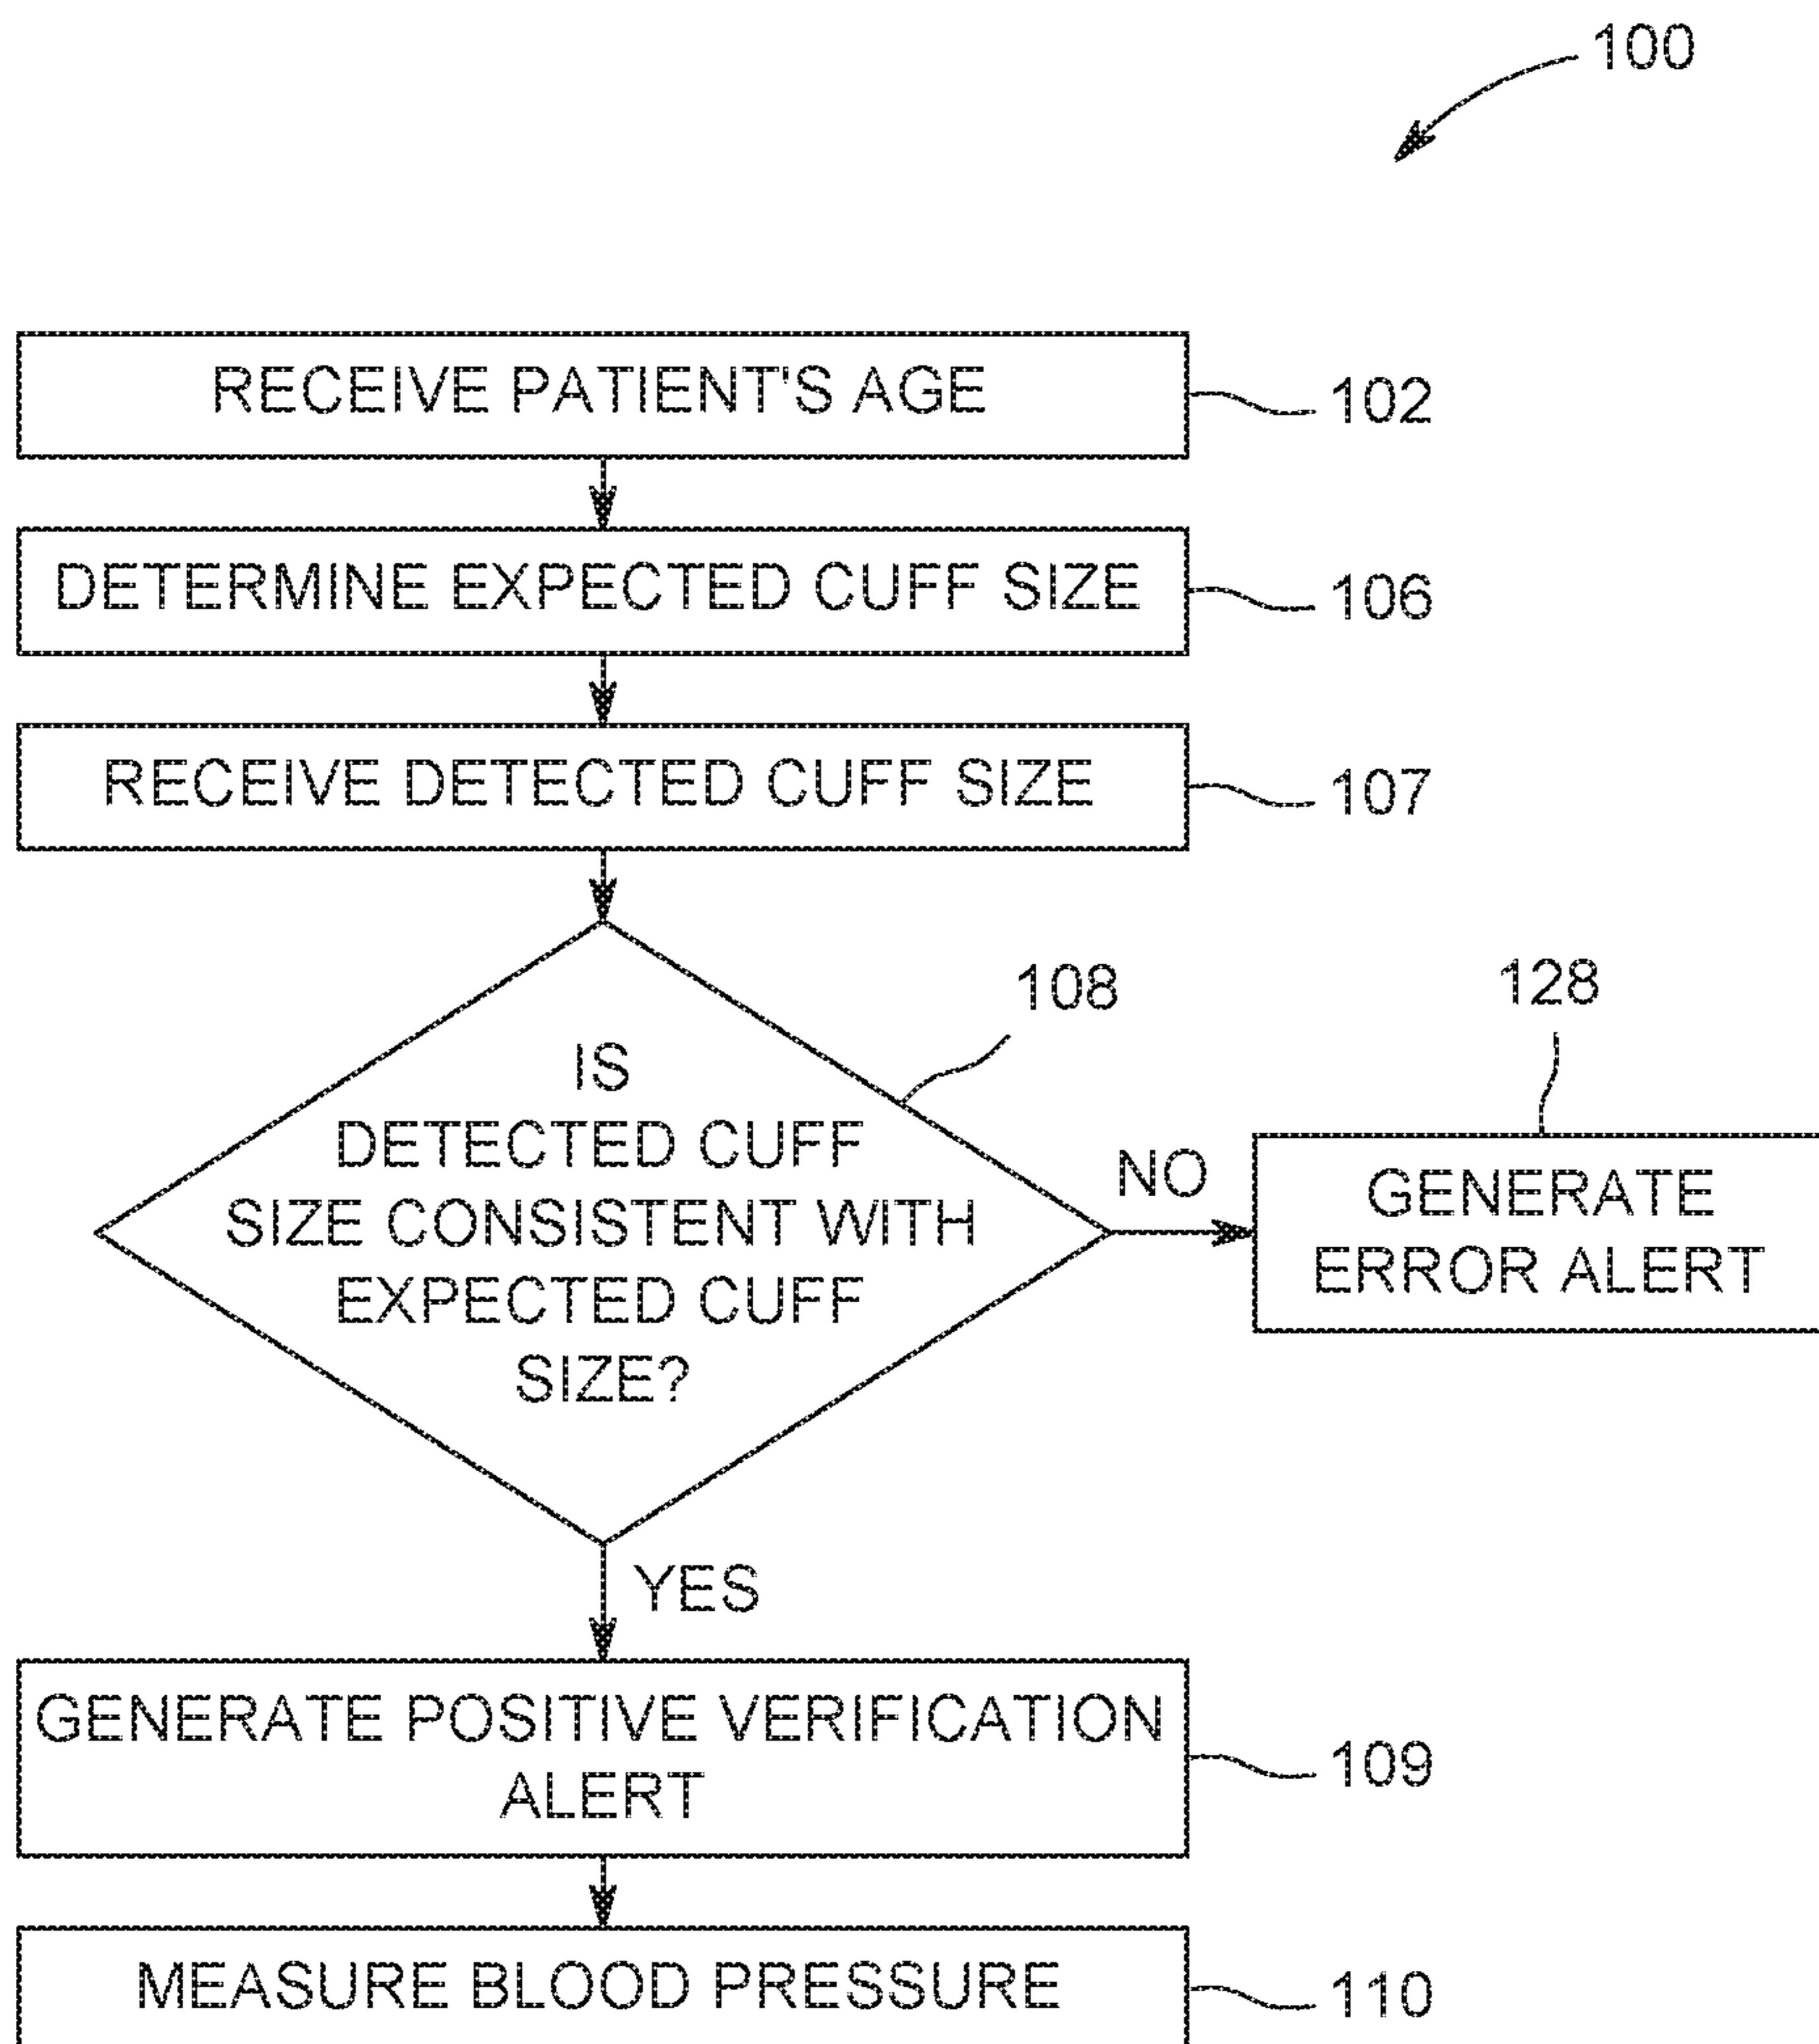 100
RECEIVE PATIENT'S AGE
102
DETERMINE EXPECTED CUFF SIZE
106
RECEIVE DETECTED CUFF SIZE
107
108
IS
DETECTED CUFF
SIZE CONSISTENT WITH
EXPECTED CUFF
SIZE?
NO
128
GENERATE
ERROR ALERT
YES
GENERATE POSITIVE VERIFICATION
ALERT
109
MEASURE BLOOD PRESSURE
110